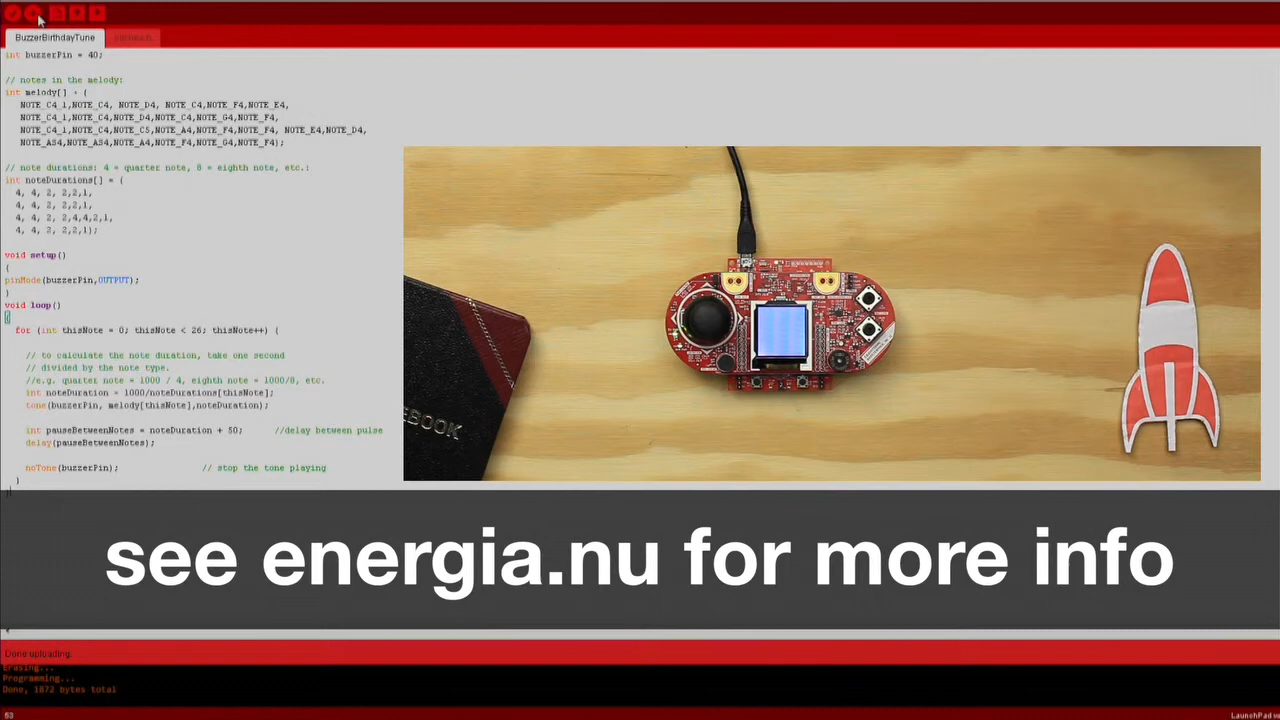 BuzzerBirthdayTune
int buzzerPin = 40;
// notes in the melody:
int melody[] = {
NOTE_C4_1,NOTE_C4, NOTE_D4, NOTE_C4,NOTE_F4,NOTE_E4,
NOTE_C4_1,NOTE_C4,NOTE_D4,NOTE_C4,NOTE_G4,NOTE_F4,
NOTE_C4_1,NOTE_C4,NOTE_C5,NOTE_A4,NOTE_F4,NOTE_F4, NOTE_E4,NOTE_D4,
NOTE_AS4,NOTE_AS4,NOTE_A4,NOTE_F4,NOTE_G4,NOTE_F4};
// note durations: 4 = quarter note, 8 = eighth note, etc.:
int noteDurations[] = {
4, 4, 2, 2,2,1,
4, 4, 2, 2,2,1,
4, 4, 2, 2,4,4,2,1,
4, 4, 2, 2,2,1};
void setup()
{
pinMode(buzzerPin,OUTPUT);
}
void loop()
{
for (int thisNote = 0; thisNote < 26; thisNote++) {
// to calculate the note duration, take one second
// divided by the note type.
//e.g. quarter note = 1000 / 4, eighth note = 1000/8, etc.
int noteDuration = 1000/noteDurations[thisNote];
tone(buzzerPin, melody[thisNote],noteDuration);
int pauseBetweenNotes = noteDuration + 50; //delay between pulse
delay(pauseBetweenNotes);
noTone(buzzerPin); // stop the tone playing
}
}
EBOOK
see energia.nu for more info
Done uploading.
Erasing...
Programming...
Done, 1872 bytes total
63
LaunchPad